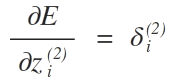 ∂E/∂z_i^{(2)} = δ_i^{(2)}